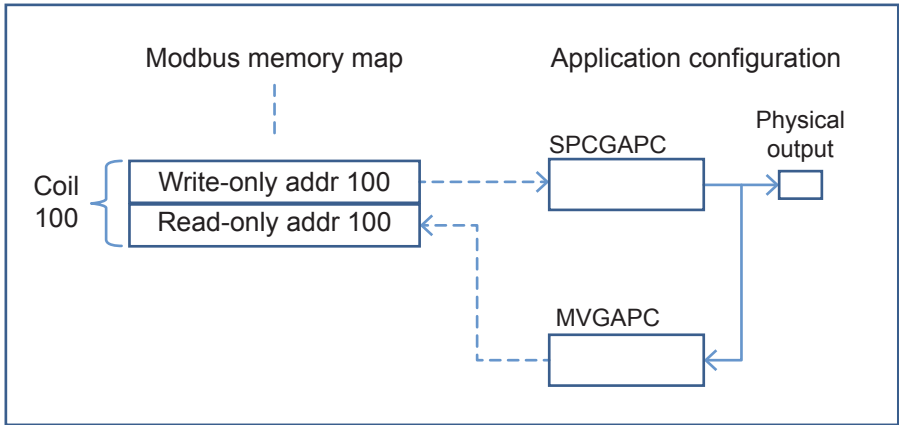 Modbus memory map
Application configuration
Physical
output
SPCGAPC
Coil
100
Write-only addr 100
Read-only addr 100
MVGAPC